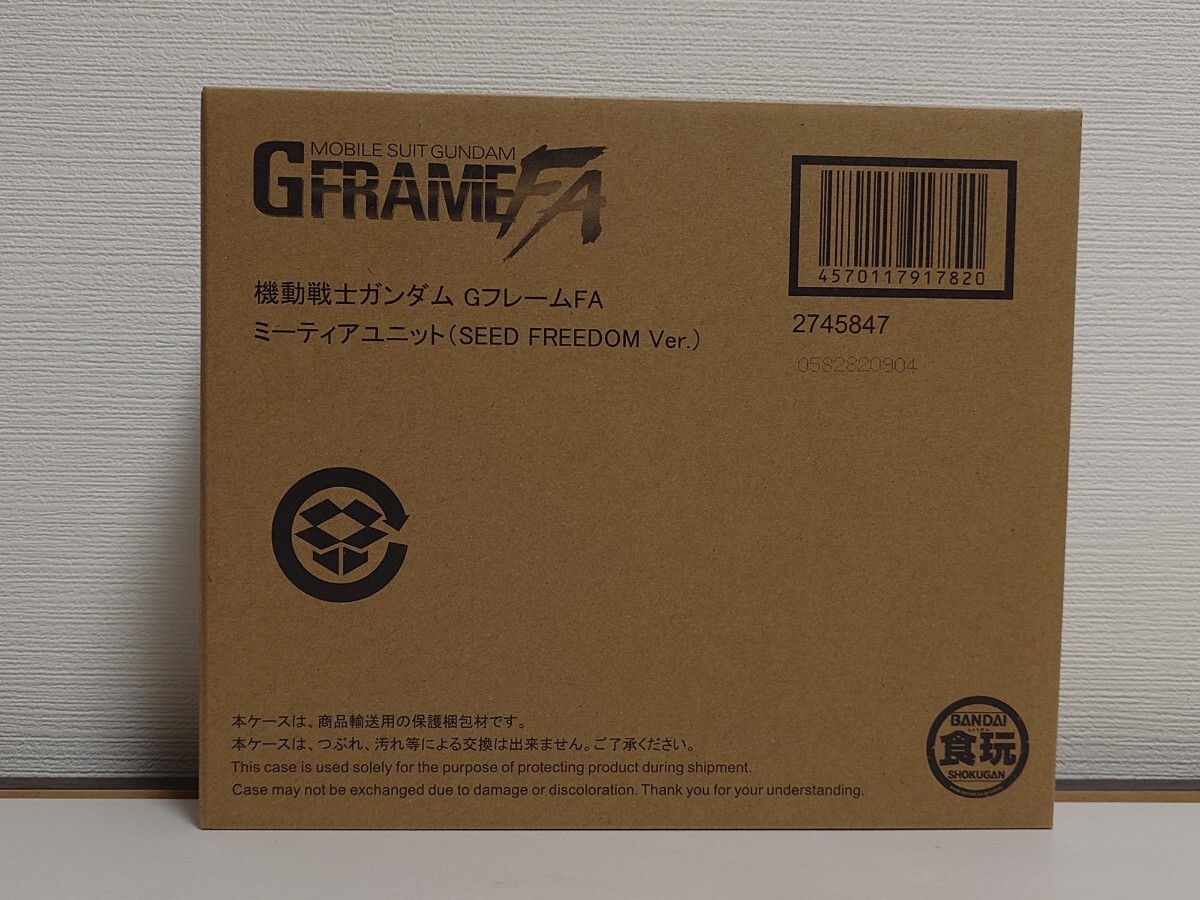 MOBILE SUIT GUNDAM
GFRAMEFA
機動戦士ガンダム GフレームFA
ミーティアユニット(SEED FREEDOM Ver.)
4570117917820
2745847
0582820904
本ケースは、商品輸送用の保護梱包材です。
本ケースは、つぶれ、汚れ等による交換は出来ません。ご了承ください。
This case is used solely for the purpose of protecting product during shipment.
Case may not be exchanged due to damage or discoloration. Thank you for your understanding.
BANDAI
食玩
SHOKUGAN